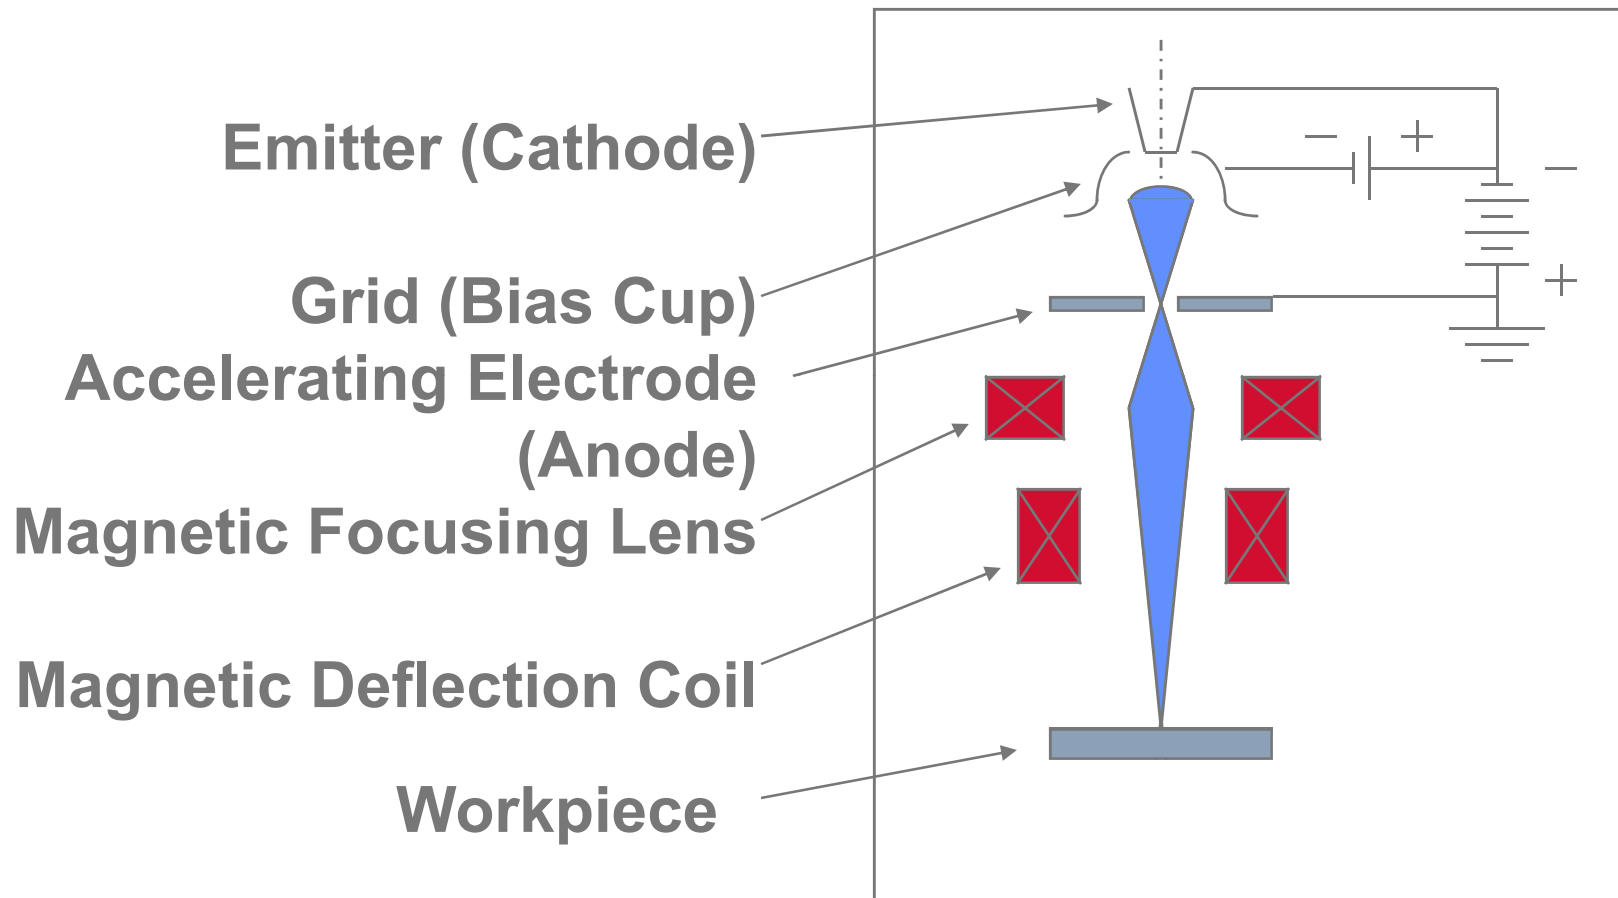 Emitter (Cathode)
Grid (Bias Cup)
Accelerating Electrode
(Anode)
Magnetic Focusing Lens
Magnetic Deflection Coil
Workpiece
− +
−
+